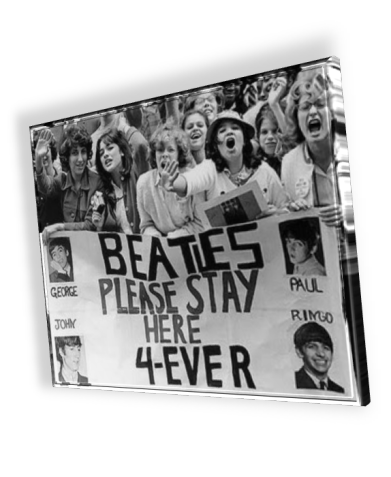 BEATLES
GEORGE
PLEASE STAY
PAUL
JOHN
HERE
RINGO
4-EVER